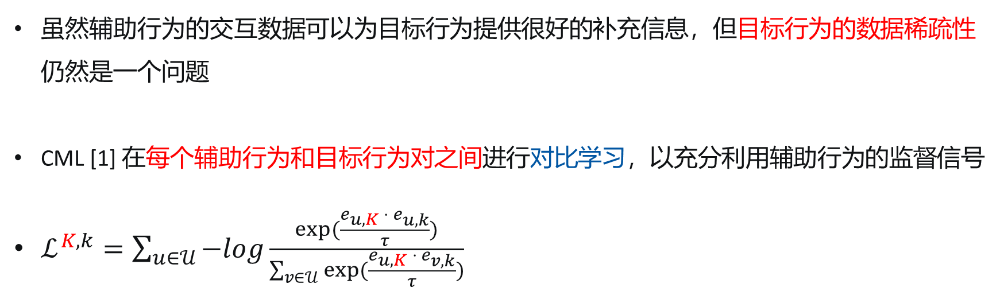 • 虽然辅助行为的交互数据可以为目标行为提供很好的补充信息，但目标行为的数据稀疏性
仍然是一个问题
• CML [1] 在每个辅助行为和目标行为对之间进行对比学习，以充分利用辅助行为的监督信号
• $\mathcal{L}^{K,k} = \sum_{u \in \mathcal{U}} -log \frac{\exp(\frac{e_{u,K} \cdot e_{u,k}}{\tau})}{\sum_{v \in \mathcal{U}} \exp(\frac{e_{u,K} \cdot e_{v,k}}{\tau})}$